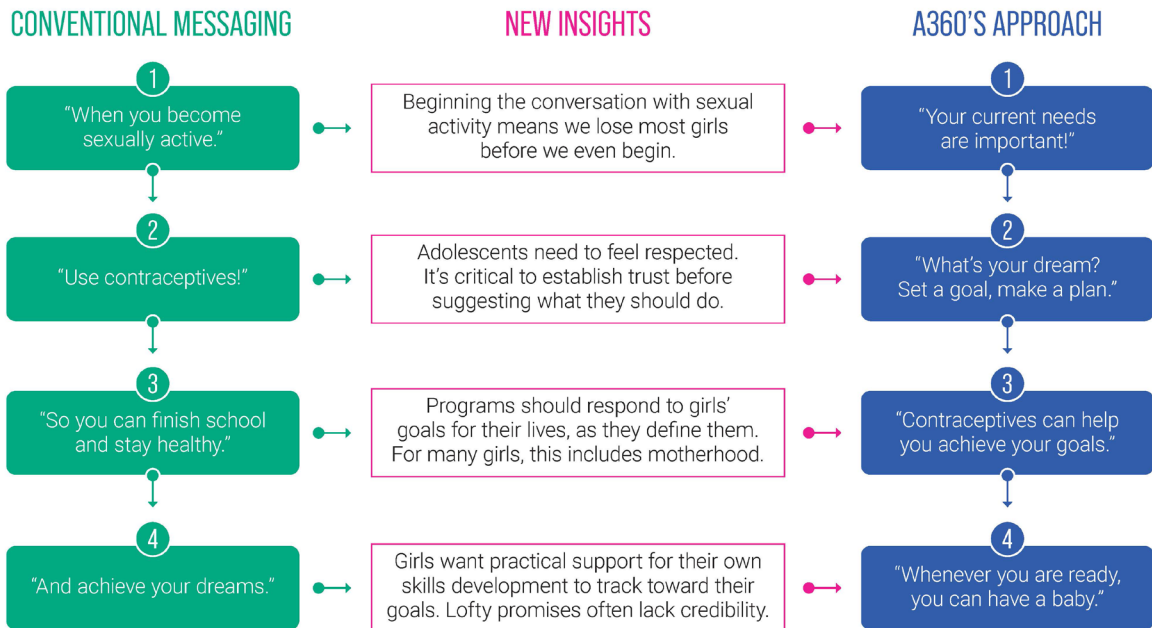 CONVENTIONAL MESSAGING
NEW INSIGHTS
A360'S APPROACH
1
“When you become
sexually active.”
Beginning the conversation with sexual
activity means we lose most girls
before we even begin.
1
“Your current needs
are important!”
2
“Use contraceptives!”
Adolescents need to feel respected.
It’s critical to establish trust before
suggesting what they should do.
2
“What’s your dream?
Set a goal, make a plan.”
3
“So you can finish school
and stay healthy.”
Programs should respond to girls’
goals for their lives, as they define them.
For many girls, this includes motherhood.
3
“Contraceptives can help
you achieve your goals.”
4
“And achieve your dreams.”
Girls want practical support for their own
skills development to track toward their
goals. Lofty promises often lack credibility.
4
“Whenever you are ready,
you can have a baby.”